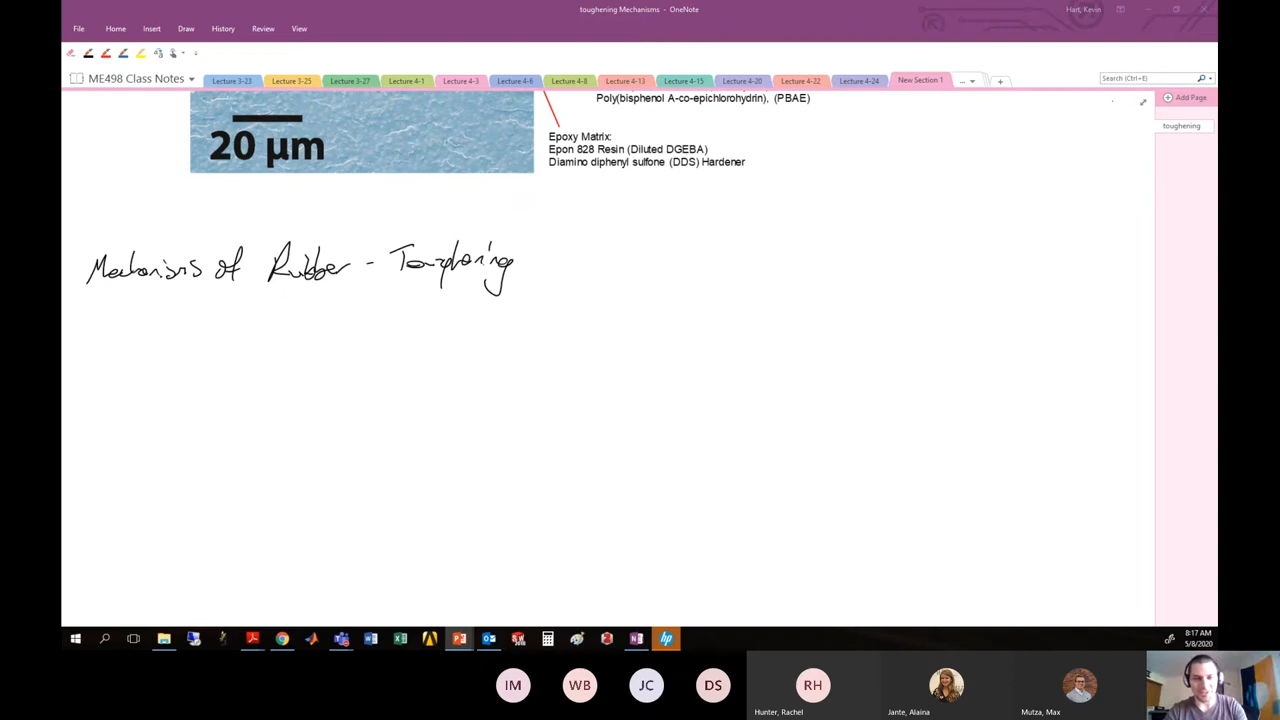 toughening Mechanisms - OneNote
Hart, Kevin
File Home Insert Draw History Review View
ME498 Class Notes
Lecture 3-23
Lecture 3-25
Lecture 3-27
Lecture 4-1
Lecture 4-3
Lecture 4-6
Lecture 4-8
Lecture 4-13
Lecture 4-15
Lecture 4-20
Lecture 4-22
Lecture 4-24
New Section 1
...
Search (Ctrl+E)
Add Page
toughening
Poly(bisphenol A-co-epichlorohydrin), (PBAE)
20 µm
Epoxy Matrix:
Epon 828 Resin (Diluted DGEBA)
Diamino diphenyl sulfone (DDS) Hardener
Mechanisms of Rubber - Toughening
8:17 AM
5/8/2020
IM
WB
JC
DS
RH
Hunter, Rachel
Jante, Alaina
Mutza, Max